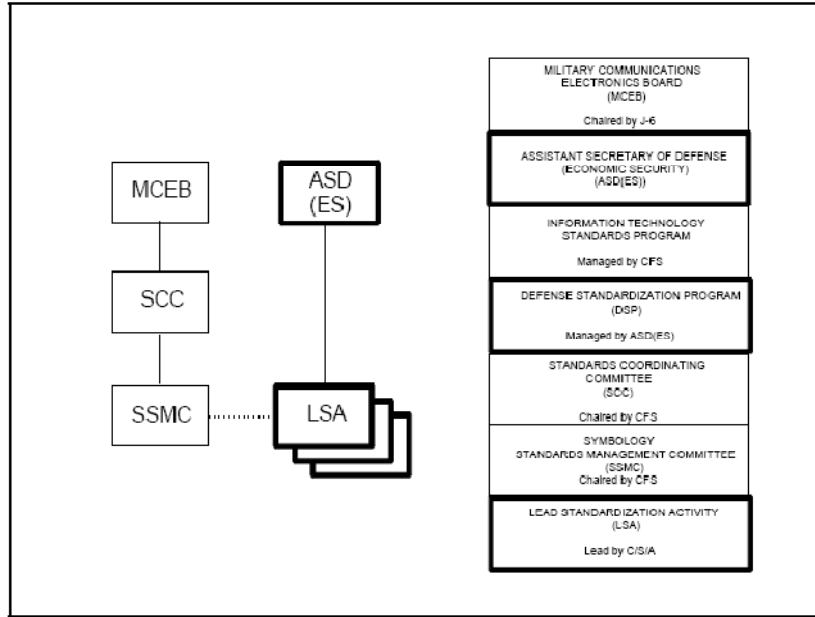 MCEB
SCC
SSMC
ASD
(ES)
LSA
MILITARY COMMUNICATIONS
ELECTRONICS BOARD
(MCEB)
Chaired by J-6
ASSISTANT SECRETARY OF DEFENSE
(ECONOMIC SECURITY)
(ASD(ES))
INFORMATION TECHNOLOGY
STANDARDS PROGRAM
Managed by CFS
DEFENSE STANDARDIZATION PROGRAM
(DSP)
Managed by ASD(ES)
STANDARDS COORDINATING
COMMITTEE
(SCC)
Chaired by CFS
SYMBOLOGY
STANDARDS MANAGEMENT COMMITTEE
(SSMC)
Chaired by CFS
LEAD STANDARDIZATION ACTIVITY
(LSA)
Lead by C/S/A